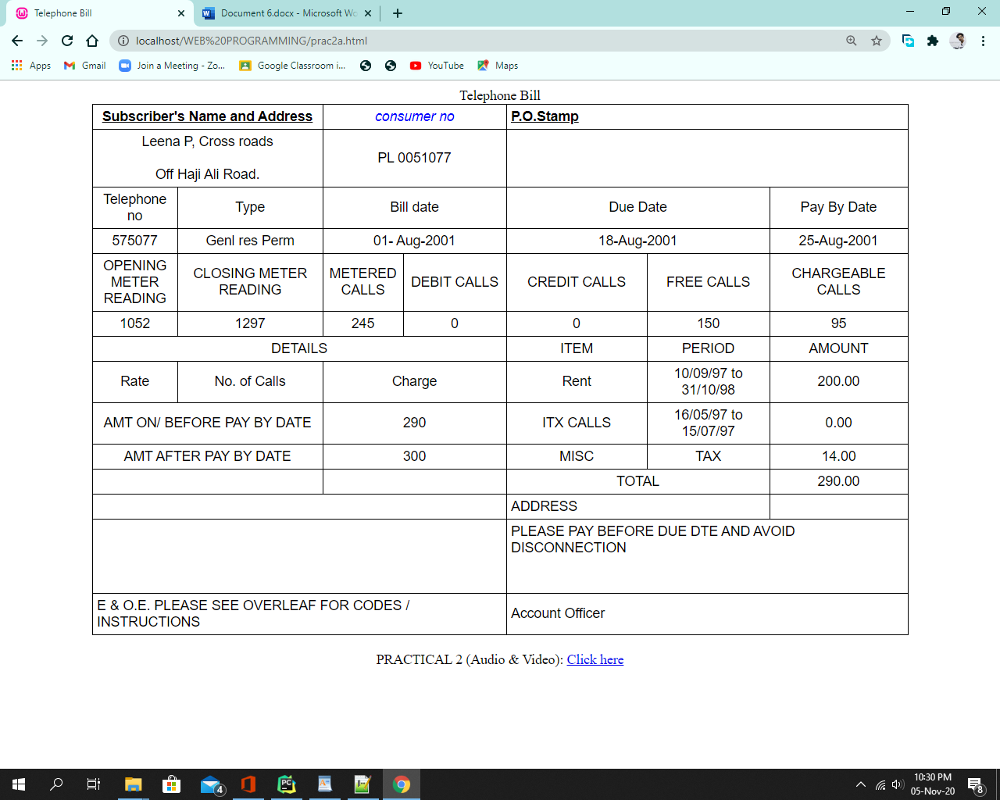 Telephone Bill
Document 6.docx - Microsoft Wo
localhost/WEB%20PROGRAMMING/prac2a.html
Apps Gmail Join a Meeting - Zo... Google Classroom i... YouTube Maps
Telephone Bill
Subscriber's Name and Address consumer no P.O.Stamp
Leena P, Cross roads
Off Haji Ali Road.
PL 0051077
Telephone
no
Type Bill date Due Date Pay By Date
575077 Genl res Perm 01- Aug-2001 18-Aug-2001 25-Aug-2001
OPENING
METER
READING
CLOSING METER
READING
METERED
CALLS
DEBIT CALLS CREDIT CALLS FREE CALLS
CHARGEABLE
CALLS
1052 1297 245 0 0 150 95
DETAILS ITEM PERIOD AMOUNT
Rate No. of Calls Charge Rent
10/09/97 to
31/10/98
200.00
AMT ON/ BEFORE PAY BY DATE 290 ITX CALLS
16/05/97 to
15/07/97
0.00
AMT AFTER PAY BY DATE 300 MISC TAX 14.00
TOTAL 290.00
ADDRESS
PLEASE PAY BEFORE DUE DTE AND AVOID
DISCONNECTION
E & O.E. PLEASE SEE OVERLEAF FOR CODES /
INSTRUCTIONS
Account Officer
PRACTICAL 2 (Audio & Video): Click here
4
PC
10:30 PM
05-Nov-20
8